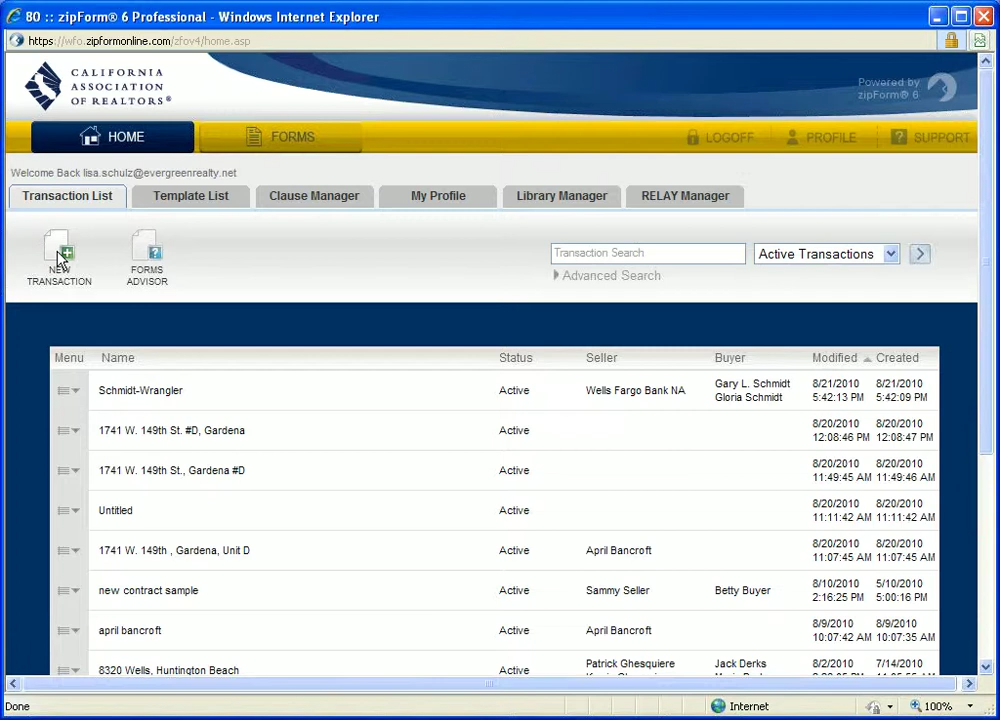 80 :: zipForm® 6 Professional - Windows Internet Explorer
https://wfo.zipformonline.com/zfov4/home.asp
CALIFORNIA
ASSOCIATION
OF REALTORS®
Powered by
zipForm® 6
HOME
FORMS
LOGOFF
PROFILE
SUPPORT
Welcome Back lisa.schulz@evergreenrealty.net
Transaction List
Template List
Clause Manager
My Profile
Library Manager
RELAY Manager
NEW
TRANSACTION
FORMS
ADVISOR
Transaction Search
Active Transactions
Advanced Search
Menu Name Status Seller Buyer Modified Created
Schmidt-Wrangler Active Wells Fargo Bank NA Gary L. Schmidt 8/21/2010 8/21/2010
Gloria Schmidt 5:42:13 PM 5:42:09 PM
1741 W. 149th St. #D, Gardena Active 8/20/2010 8/20/2010
12:08:46 PM 12:08:47 PM
1741 W. 149th St., Gardena #D Active 8/20/2010 8/20/2010
11:49:45 AM 11:49:46 AM
Untitled Active 8/20/2010 8/20/2010
11:11:42 AM 11:11:42 AM
1741 W. 149th , Gardena, Unit D Active April Bancroft 8/20/2010 8/20/2010
11:07:45 AM 11:07:45 AM
new contract sample Active Sammy Seller Betty Buyer 8/10/2010 5/10/2010
2:16:25 PM 5:00:16 PM
april bancroft Active April Bancroft 8/9/2010 8/9/2010
10:07:42 AM 10:07:35 AM
8320 Wells, Huntington Beach Active Patrick Ghesquiere Jack Derks 8/2/2010 7/14/2010
Done
Internet
100%